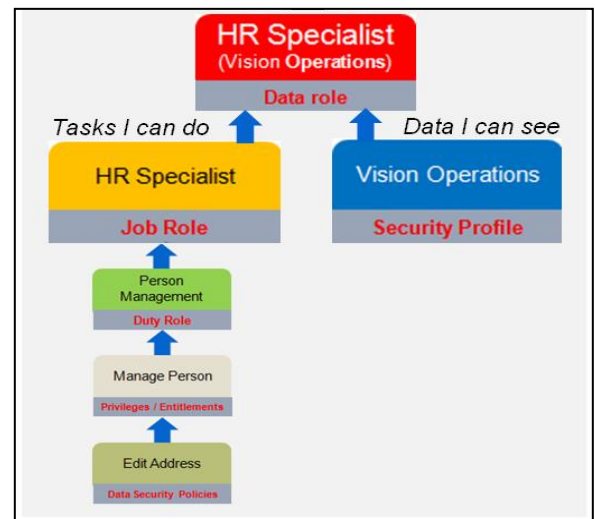 HR Specialist
(Vision Operations)
Data role
Tasks I can do
Data I can see
HR Specialist
Job Role
Vision Operations
Security Profile
Person
Management
Duty Role
Manage Person
Privileges / Entitlements
Edit Address
Data Security Policies